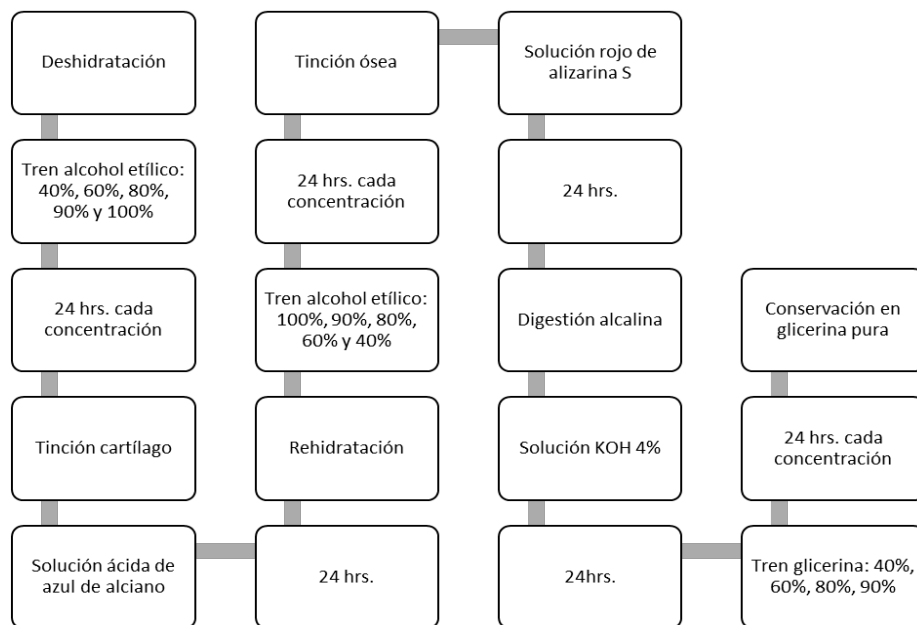 Deshidratación
Tren alcohol etílico:
40%, 60%, 80%,
90% y 100%
24 hrs. cada
concentración
Tinción cartílago
Solución ácida de
azul de alciano
24 hrs.
Rehidratación
Tren alcohol etílico:
100%, 90%, 80%,
60% y 40%
24 hrs. cada
concentración
Tinción ósea
Solución rojo de
alizarina S
24 hrs.
Digestión alcalina
Solución KOH 4%
24hrs.
Tren glicerina: 40%,
60%, 80%, 90%
24 hrs. cada
concentración
Conservación en
glicerina pura